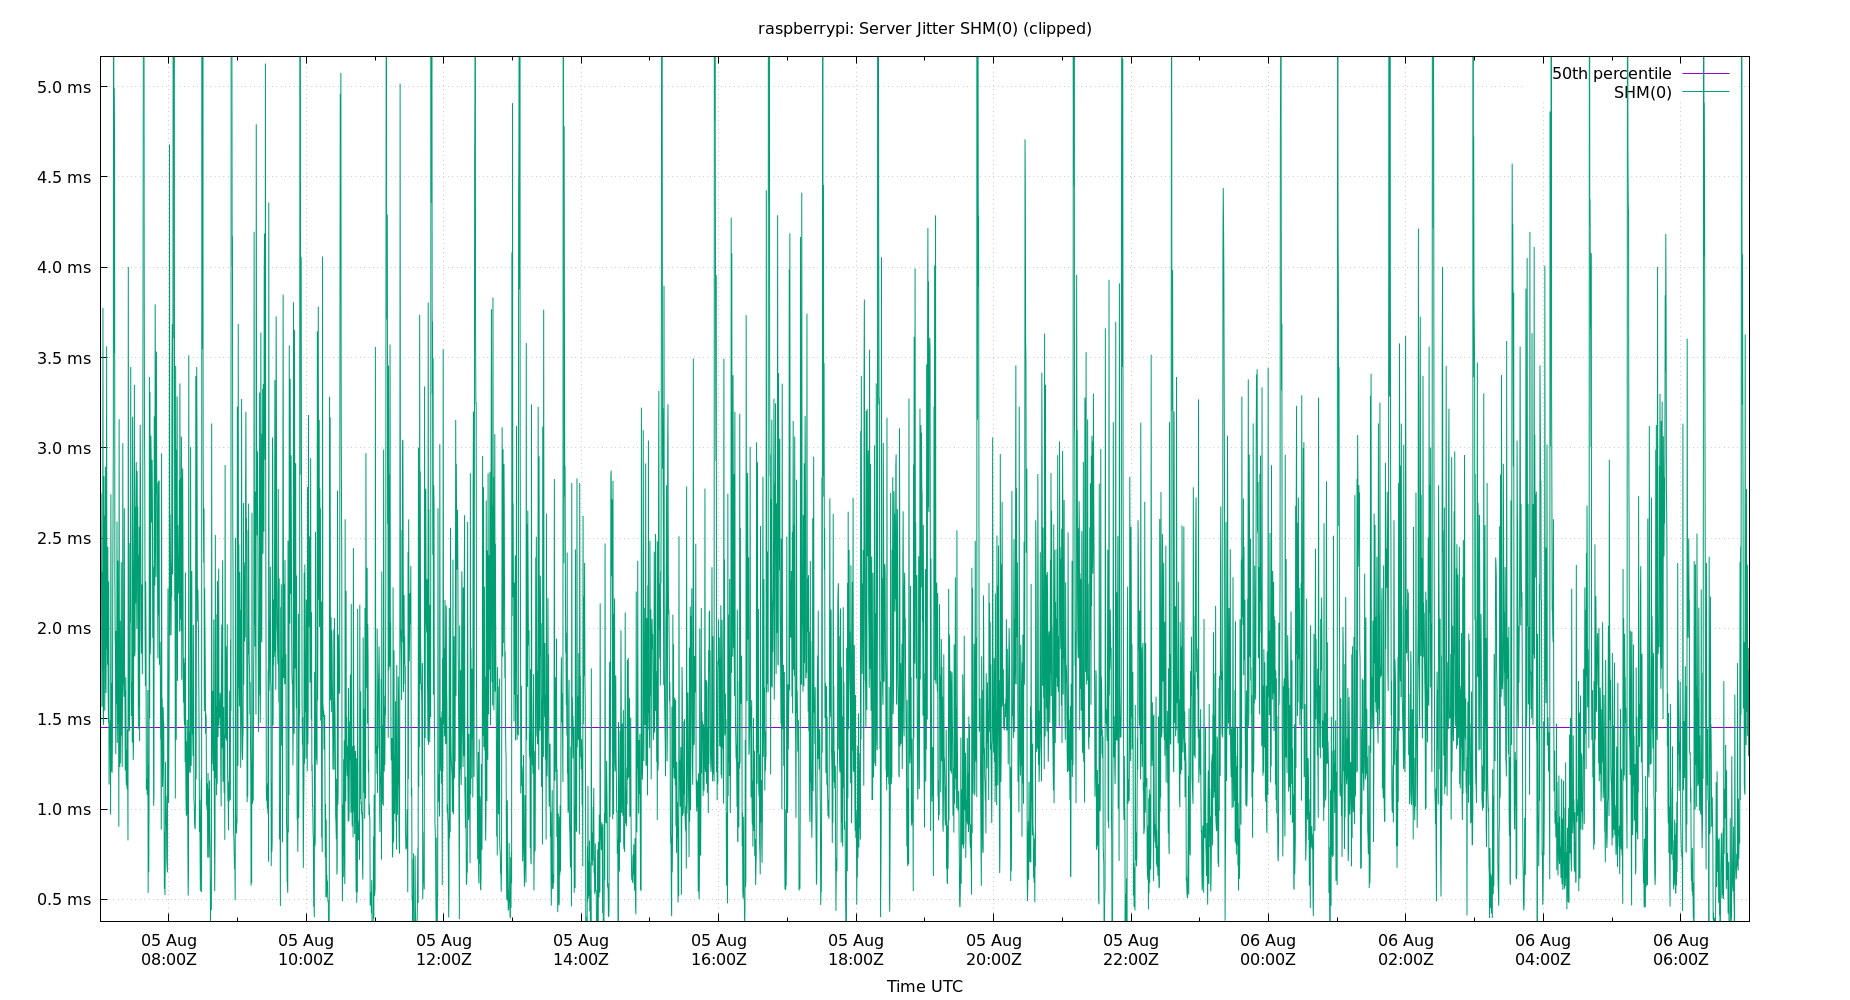 raspberrypi: Server Jitter SHM(0) (clipped)
50th percentile
SHM(0)
5.0 ms
4.5 ms
4.0 ms
3.5 ms
3.0 ms
2.5 ms
2.0 ms
1.5 ms
1.0 ms
0.5 ms
05 Aug 05 Aug 05 Aug 05 Aug 05 Aug 05 Aug 05 Aug 05 Aug 06 Aug 06 Aug 06 Aug 06 Aug
08:00Z 10:00Z 12:00Z 14:00Z 16:00Z 18:00Z 20:00Z 22:00Z 00:00Z 02:00Z 04:00Z 06:00Z
Time UTC